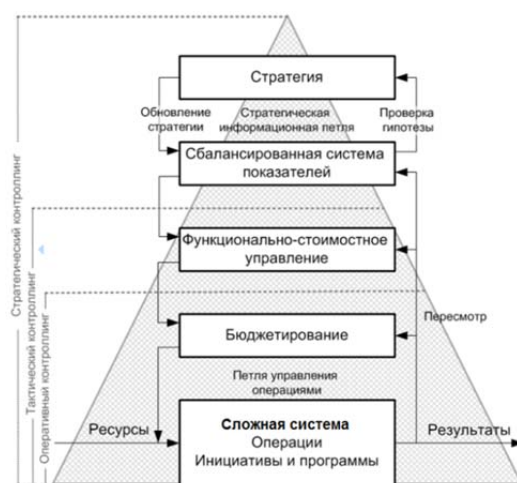 Стратегия
Обновление
стратегии
Стратегическая
информационная петля
Проверка
гипотезы
Сбалансированная система
показателей
Функционально-стоимостное
управление
Пересмотр
Бюджетирование
Петля управления
операциями
Ресурсы
Сложная система
Операции
Инициативы и программы
Результаты
Стратегический контроллинг
Тактический контроллинг
Оперативный контроллинг